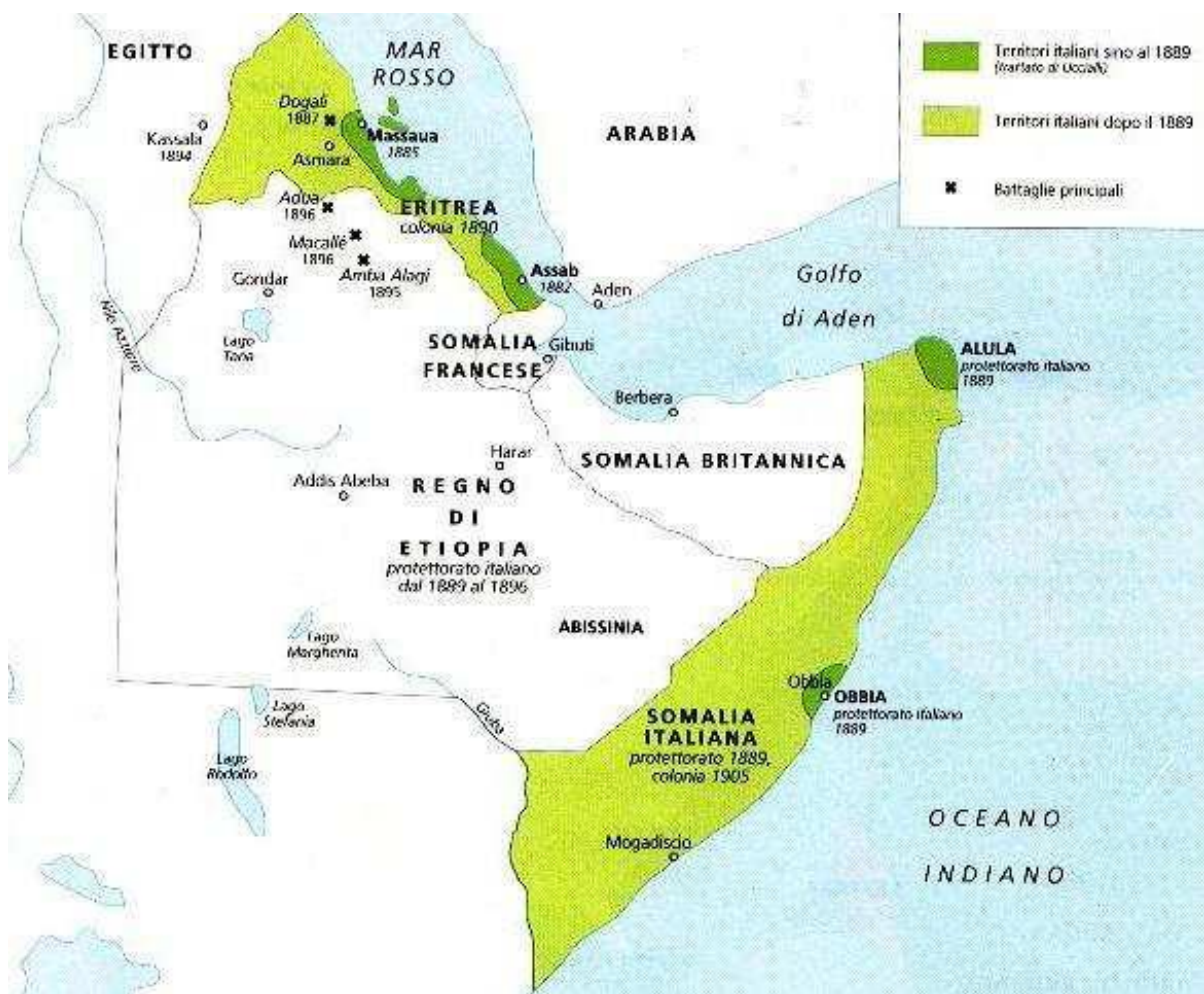 EGITTO
MAR
ROSSO
Dogali
1887
Massaua
1885
Kassala
1894
Asmara
ARABIA
Adua
1896
ERITREA
colonia 1890
Macallé
1896
Amba Alagi
1895
Gondar
Assab
1882
Aden
Golfo
di Aden
Nilo Azzurro
Lago
Tana
SOMALIA
FRANCESE
Gibuti
ALULA
protettorato italiano
1889
Berbera
Harar
SOMALIA BRITANNICA
Addis Abeba
REGNO
DI
ETIOPIA
protettorato italiano
dal 1889 al 1896
ABISSINIA
Lago
Margherita
Lago
Stefania
Giuba
Obbia
OBBIA
protettorato italiano
1889
SOMALIA
ITALIANA
protettorato 1889,
colonia 1905
Lago
Rodolfo
Mogadiscio
OCEANO
INDIANO
Territori italiani sino al 1889
(trattato di Uccialli)
Territori italiani dopo il 1889
Battaglie principali